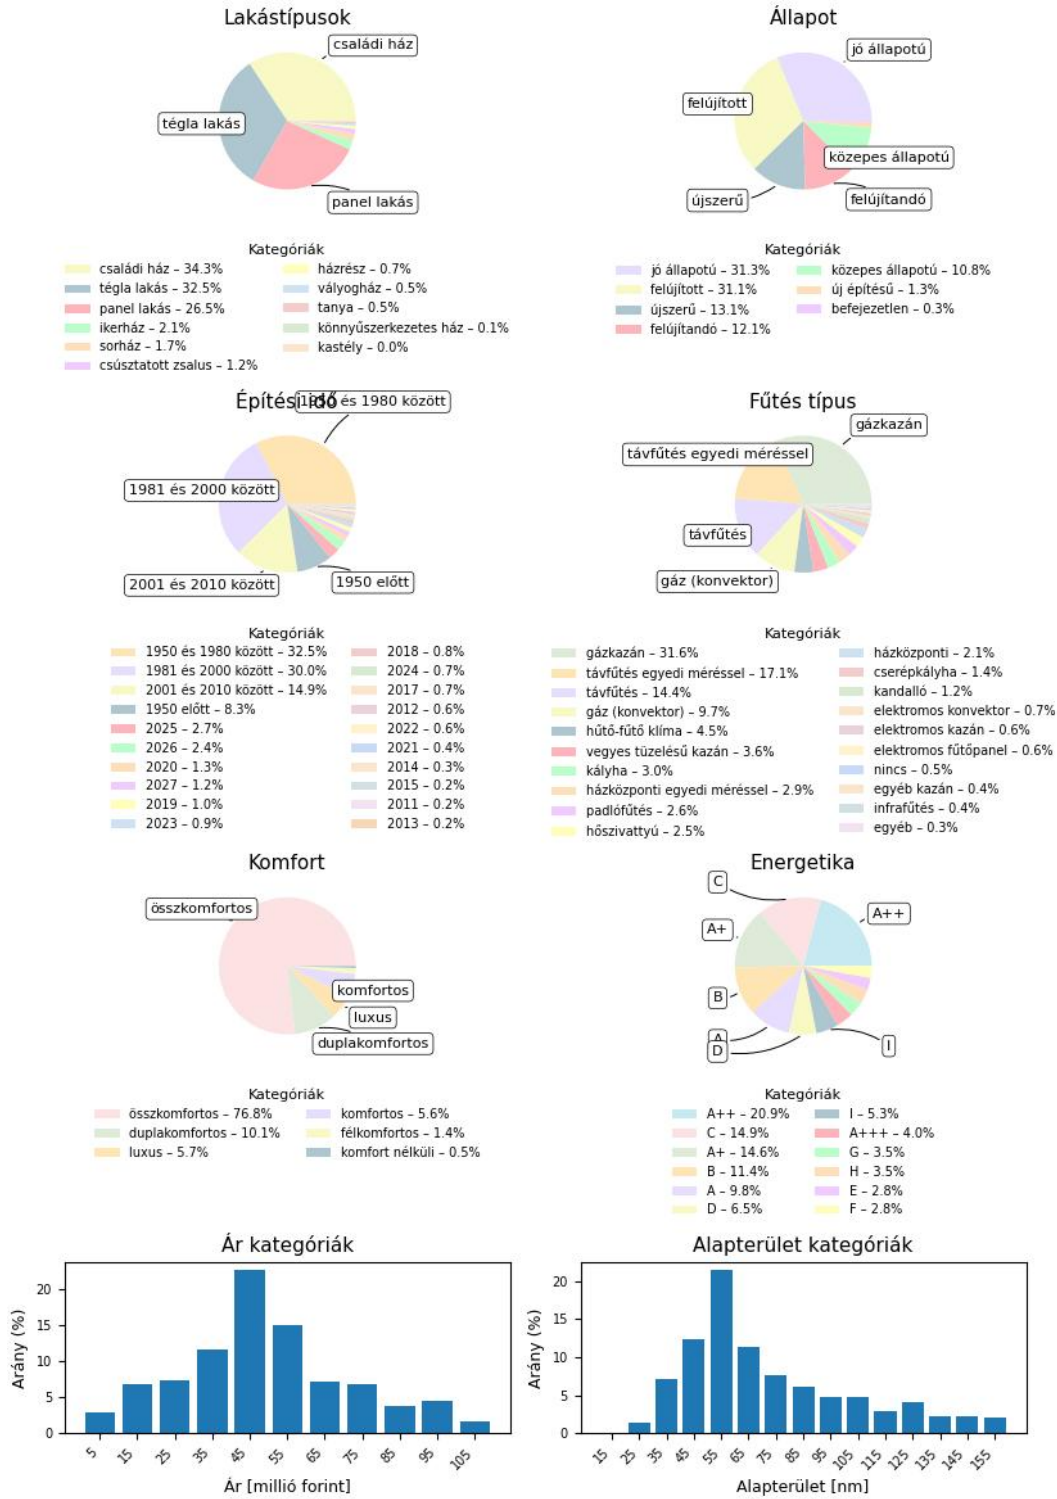 Lakástípusok
családi ház
tégla lakás
panel lakás
Kategóriák
családi ház – 34.3%
tégla lakás – 32.5%
panel lakás – 26.5%
ikerház – 2.1%
sorház – 1.7%
csúsztatott zsalus – 1.2%
házrész – 0.7%
vályogház – 0.5%
tanya – 0.5%
könnyűszerkezetes ház – 0.1%
kastély – 0.0%
Állapot
jó állapotú
felújított
közepes állapotú
újszerű
felújítandó
Kategóriák
jó állapotú – 31.3%
felújított – 31.1%
újszerű – 13.1%
felújítandó – 12.1%
közepes állapotú – 10.8%
új építésű – 1.3%
befejezetlen – 0.3%
Építési idő
1950 és 1980 között
1981 és 2000 között
2001 és 2010 között
1950 előtt
Kategóriák
1950 és 1980 között – 32.5%
1981 és 2000 között – 30.0%
2001 és 2010 között – 14.9%
1950 előtt – 8.3%
2025 – 2.7%
2026 – 2.4%
2020 – 1.3%
2027 – 1.2%
2019 – 1.0%
2023 – 0.9%
2018 – 0.8%
2024 – 0.7%
2017 – 0.7%
2012 – 0.6%
2022 – 0.6%
2021 – 0.4%
2014 – 0.3%
2015 – 0.2%
2011 – 0.2%
2013 – 0.2%
Fűtés típus
gázkazán
távfűtés egyedi méréssel
távfűtés
gáz (konvektor)
Kategóriák
gázkazán – 31.6%
távfűtés egyedi méréssel – 17.1%
távfűtés – 14.4%
gáz (konvektor) – 9.7%
hűtő-fűtő klíma – 4.5%
vegyes tüzelésű kazán – 3.6%
kályha – 3.0%
házközponti egyedi méréssel – 2.9%
padlófűtés – 2.6%
hőszivattyú – 2.5%
házközponti – 2.1%
cserépkályha – 1.4%
kandalló – 1.2%
elektromos konvektor – 0.7%
elektromos kazán – 0.6%
elektromos fűtőpanel – 0.6%
nincs – 0.5%
egyéb kazán – 0.4%
infrafűtés – 0.4%
egyéb – 0.3%
Komfort
összkomfortos
komfortos
luxus
duplakomfortos
Kategóriák
összkomfortos – 76.8%
duplakomfortos – 10.1%
luxus – 5.7%
komfortos – 5.6%
félkomfortos – 1.4%
komfort nélküli – 0.5%
Energetika
C
A++
A+
B
A
D
I
Kategóriák
A++ – 20.9%
C – 14.9%
A+ – 14.6%
B – 11.4%
A – 9.8%
D – 6.5%
I – 5.3%
A+++ – 4.0%
G – 3.5%
H – 3.5%
E – 2.8%
F – 2.8%
Ár kategóriák
Arány (%)
20
15
10
5
0
5 15 25 35 45 55 65 75 85 95 105
Ár [millió forint]
Alapterület kategóriák
Arány (%)
20
15
10
5
0
15 25 35 45 55 65 75 85 95 105 115 125 135 145 155
Alapterület [nm]